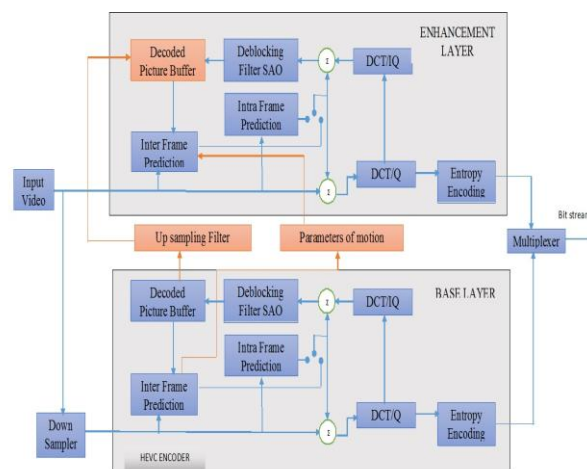 ENHANCEMENT
LAYER
Decoded
Picture Buffer
Deblocking
Filter SAO
Σ
DCT/IQ
Intra Frame
Prediction
Inter Frame
Prediction
Input
Video
Σ
DCT/Q
Entropy
Encoding
Bit stream
Multiplexer
Up sampling Filter
Parameters of motion
BASE LAYER
Decoded
Picture Buffer
Deblocking
Filter SAO
Σ
DCT/IQ
Intra Frame
Prediction
Inter Frame
Prediction
Down
Sampler
Σ
DCT/Q
Entropy
Encoding
HEVC ENCODER